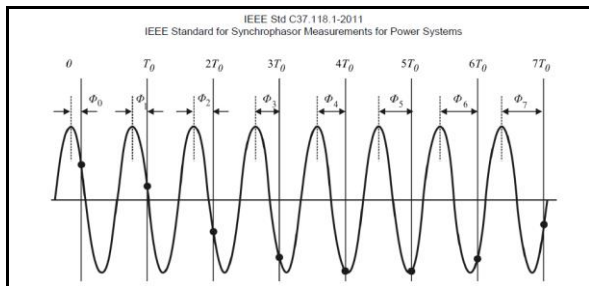 IEEE Std C37.118.1-2011
IEEE Standard for Synchrophasor Measurements for Power Systems
0 T₀ 2T₀ 3T₀ 4T₀ 5T₀ 6T₀ 7T₀
Φ₀ Φ₁ Φ₂ Φ₃ Φ₄ Φ₅ Φ₆ Φ₇